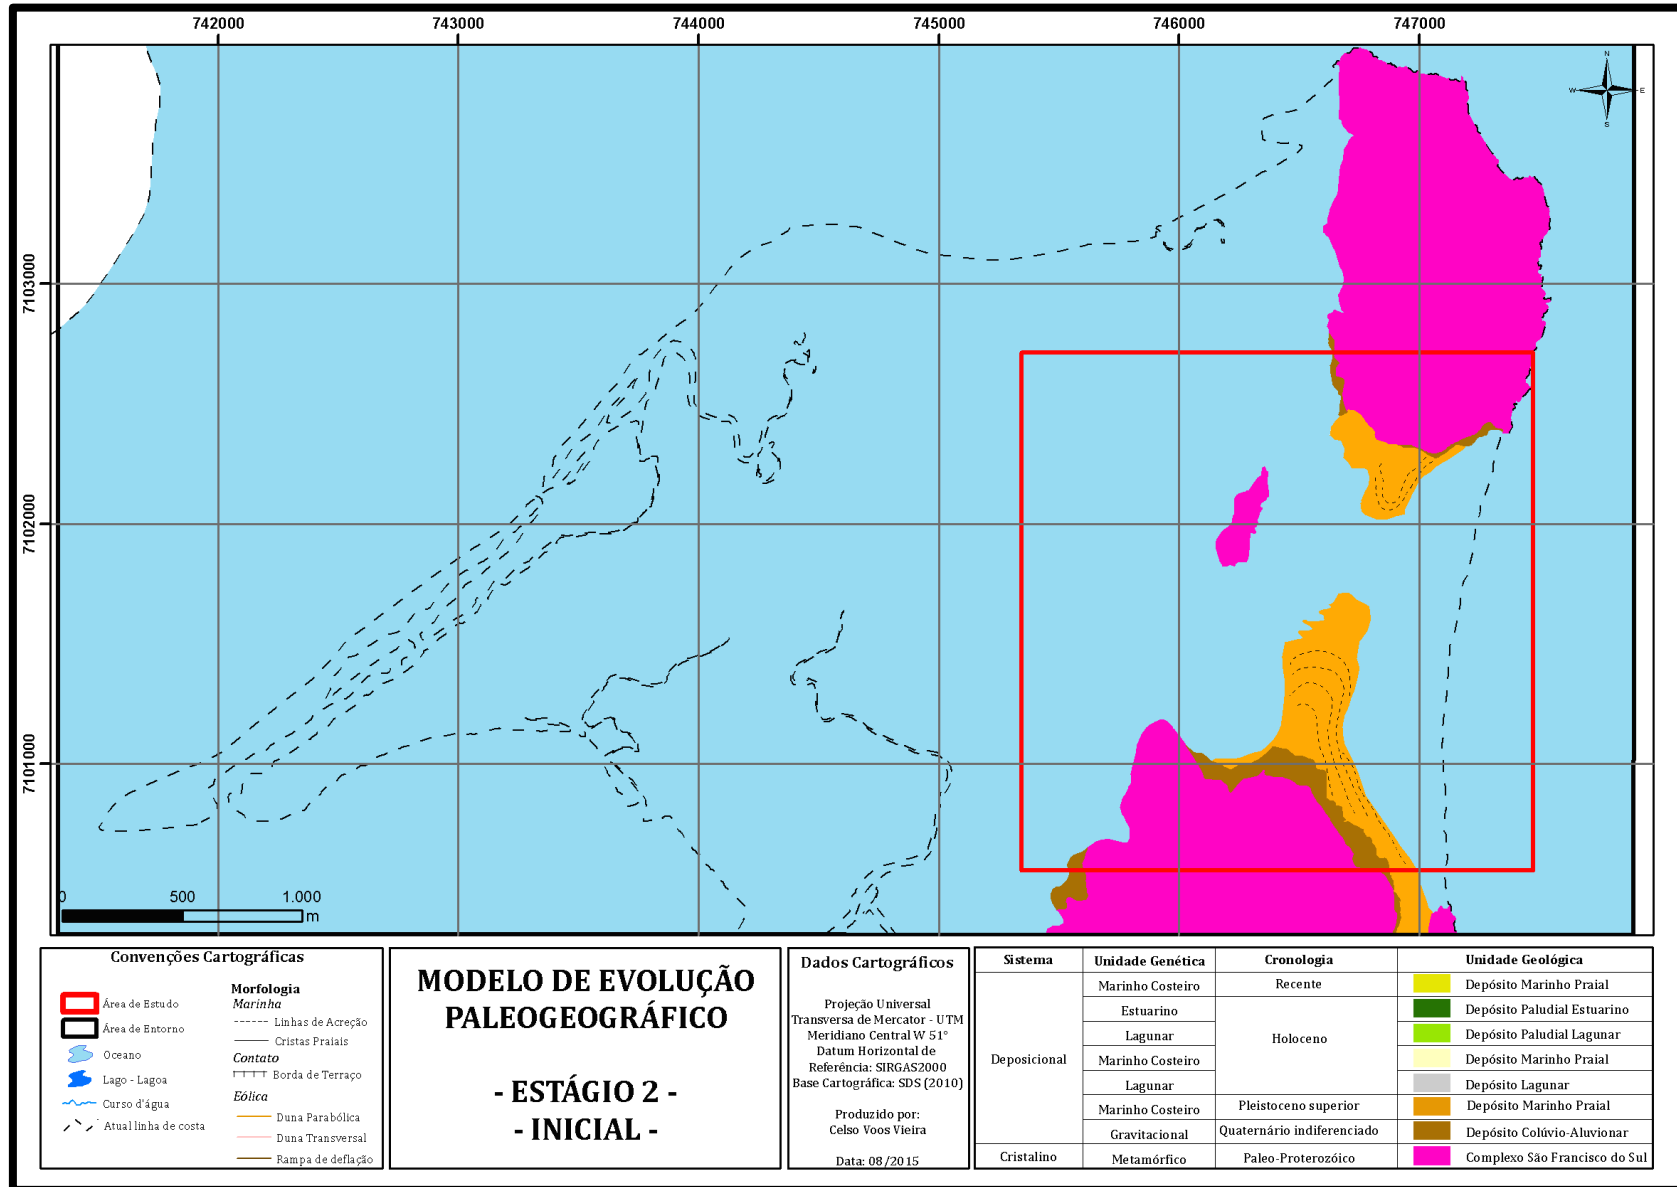 742000 743000 744000 745000 746000 747000
7103000
7102000
7101000
N
W E
S
0 500 1.000
m
Convenções Cartográficas
Área de Estudo
Área de Entorno
Oceano
Lago - Lagoa
Curso d'água
Atual linha de costa
Morfologia
Marinha
Linhas de Acreção
Cristas Praiais
Contato
Borda de Terraço
Eólica
Duna Parabólica
Duna Transversal
Rampa de deflação
MODELO DE EVOLUÇÃO
PALEOGEOGRÁFICO
- ESTÁGIO 2 -
- INICIAL -
Dados Cartográficos
Projeção Universal
Transversa de Mercator - UTM
Meridiano Central W 51°
Datum Horizontal de
Referência: SIRGAS2000
Base Cartográfica: SDS (2010)
Produzido por:
Celso Voos Vieira
Data: 08/2015
Sistema Unidade Genética Cronologia Unidade Geológica
Marinho Costeiro Recente Depósito Marinho Praial
Estuarino Depósito Paludial Estuarino
Lagunar Holoceno Depósito Paludial Lagunar
Deposicional Marinho Costeiro Depósito Marinho Praial
Lagunar Depósito Lagunar
Marinho Costeiro Pleistoceno superior Depósito Marinho Praial
Gravitacional Quaternário indiferenciado Depósito Colúvio-Aluvionar
Cristalino Metamórfico Paleo-Proterozóico Complexo São Francisco do Sul